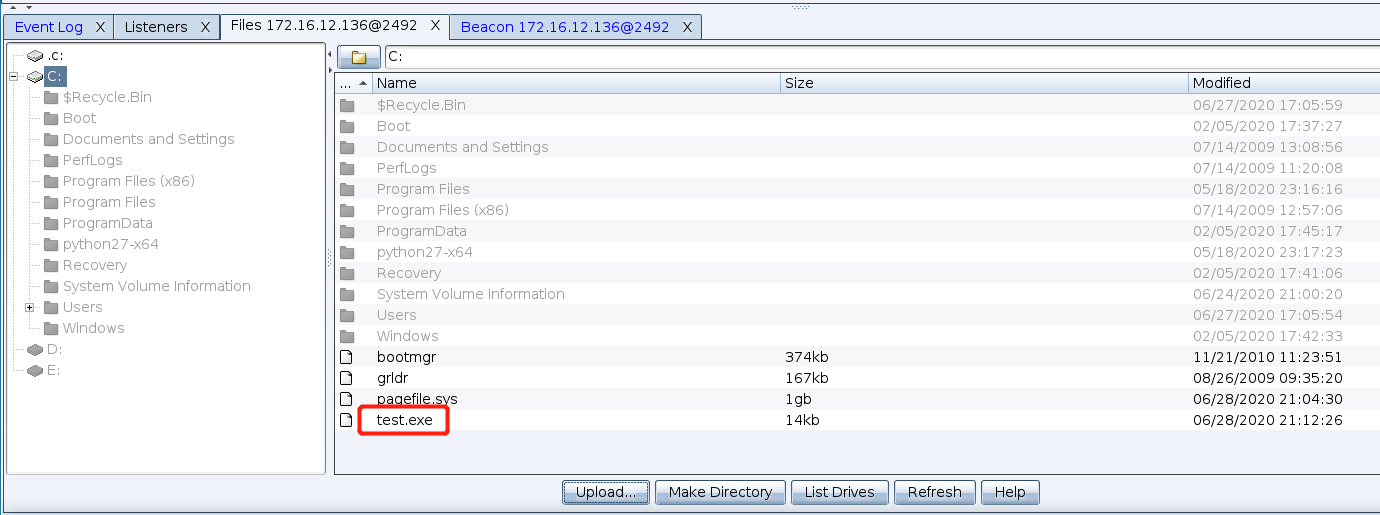 Event Log X Listeners X Files 172.16.12.136@2492 X Beacon 172.16.12.136@2492 X
.c:
C:
$Recycle.Bin
Boot
Documents and Settings
PerfLogs
Program Files (x86)
Program Files
ProgramData
python27-x64
Recovery
System Volume Information
Users
Windows
D:
E:
C:
... Name Size Modified
$Recycle.Bin 06/27/2020 17:05:59
Boot 02/05/2020 17:37:27
Documents and Settings 07/14/2009 13:08:56
PerfLogs 07/14/2009 11:20:08
Program Files 05/18/2020 23:16:16
Program Files (x86) 07/14/2009 12:57:06
ProgramData 02/05/2020 17:45:17
python27-x64 05/18/2020 23:17:23
Recovery 02/05/2020 17:41:06
System Volume Information 06/24/2020 21:00:20
Users 06/27/2020 17:05:54
Windows 02/05/2020 17:42:33
bootmgr 374kb 11/21/2010 11:23:51
grldr 167kb 08/26/2009 09:35:20
pagefile.sys 1gb 06/28/2020 21:04:30
test.exe 14kb 06/28/2020 21:12:26
Upload... Make Directory List Drives Refresh Help